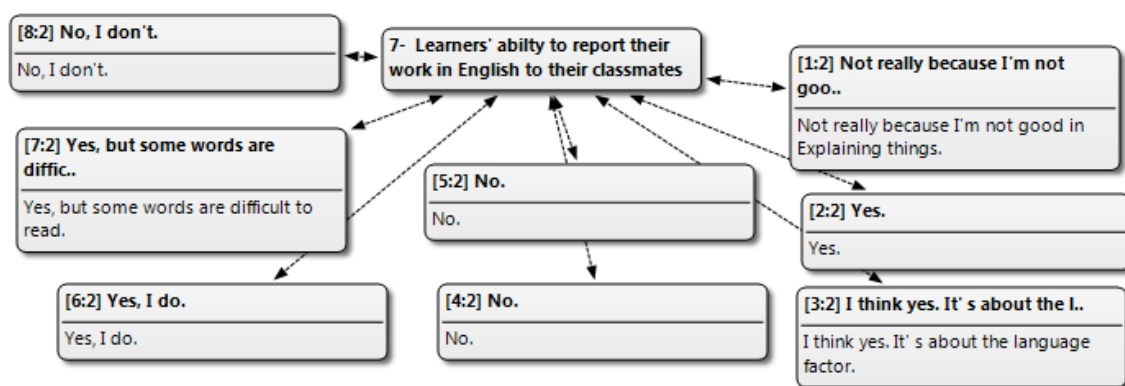 [8:2] No, I don't.
No, I don't.
7-  Learners' abilty to report their
work in English to their classmates
[1:2] Not really because I'm not
goo..
Not really because I'm not good in
Explaining things.
[7:2] Yes, but some words are
diffic..
Yes, but some words are difficult to
read.
[5:2] No.
No.
[2:2] Yes.
Yes.
[6:2] Yes, I do.
Yes, I do.
[4:2] No.
No.
[3:2] I think yes. It' s about the l..
I think yes. It' s about the language
factor.